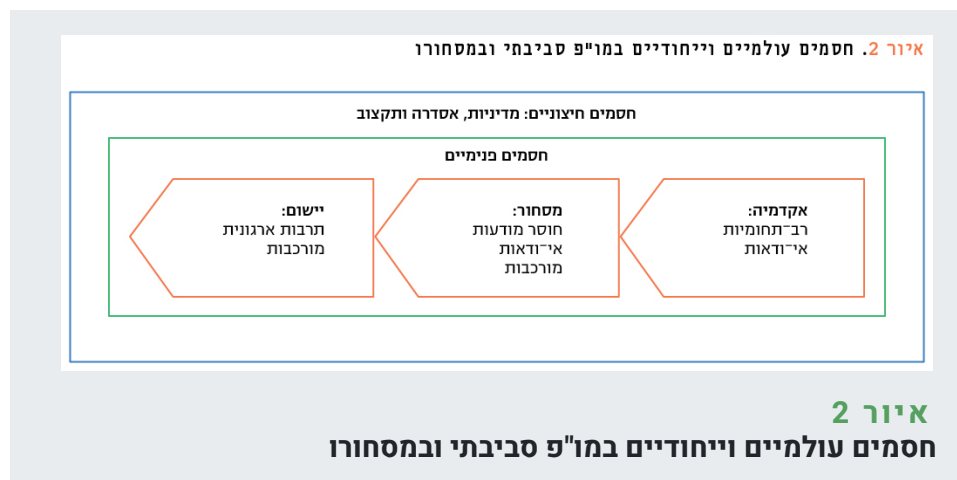 איור 2. חסמים עולמיים וייחודיים במו"פ סביבתי ובמסחורו
חסמים חיצוניים: מדיניות, אסדרה ותקצוב
חסמים פנימיים
אקדמיה:
רב־תחומיות
אי־ודאות
מסחור:
חוסר מודעות
אי־ודאות
מורכבות
יישום:
תרבות ארגונית
מורכבות
איור 2
חסמים עולמיים וייחודיים במו"פ סביבתי ובמסחורו